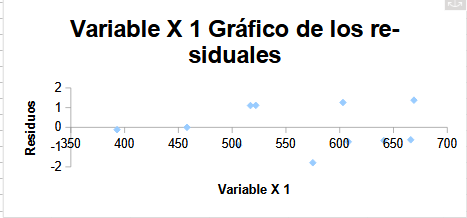 Variable X 1 Gráfico de los re-
siduales
2
1
0
-1
-2
350 400 450 500 550 600 650 700
Residuos
Variable X 1